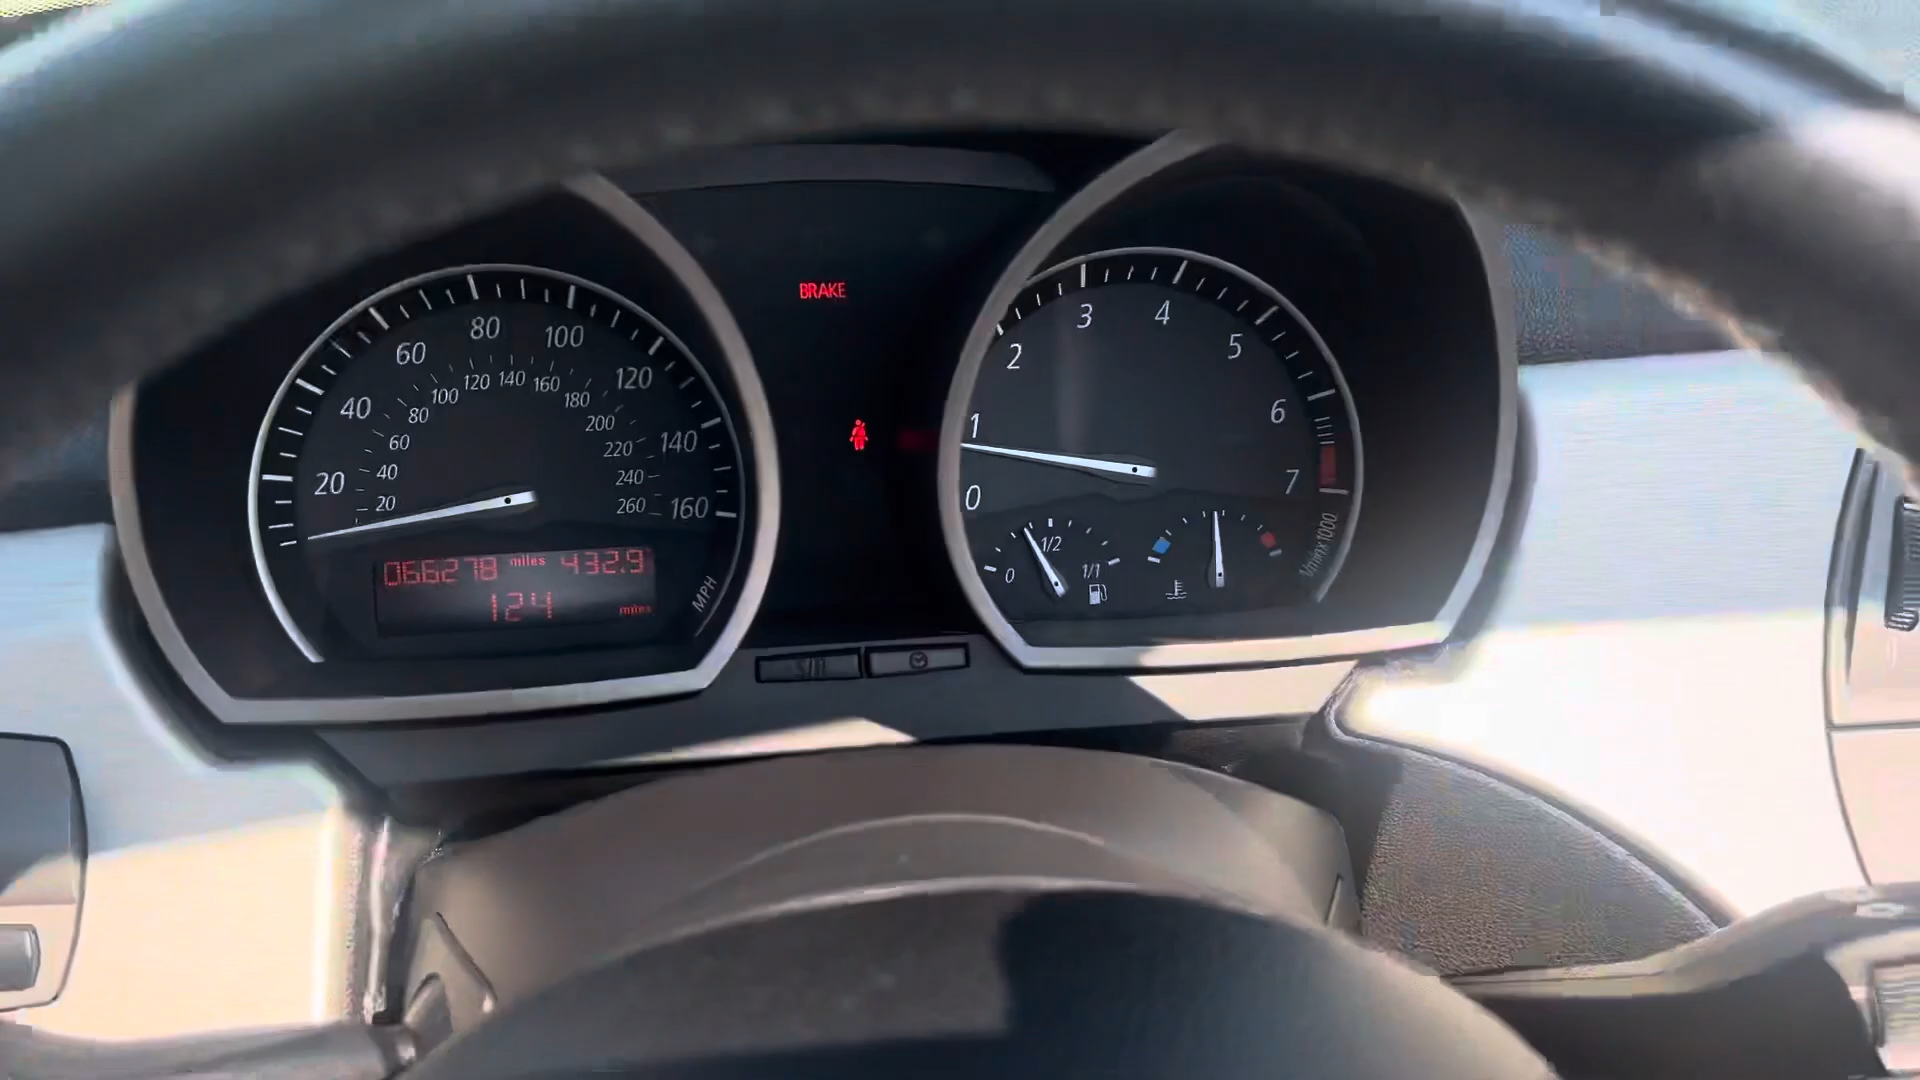 BRAKE
20 40 60 80 100 120 140 160
20 40 60 80 100 120 140 160 180 200 220 240 260
066278 miles 432.9
124 miles
MPH
0 1 2 3 4 5 6 7
1/min x 1000
0 1/2 1/1